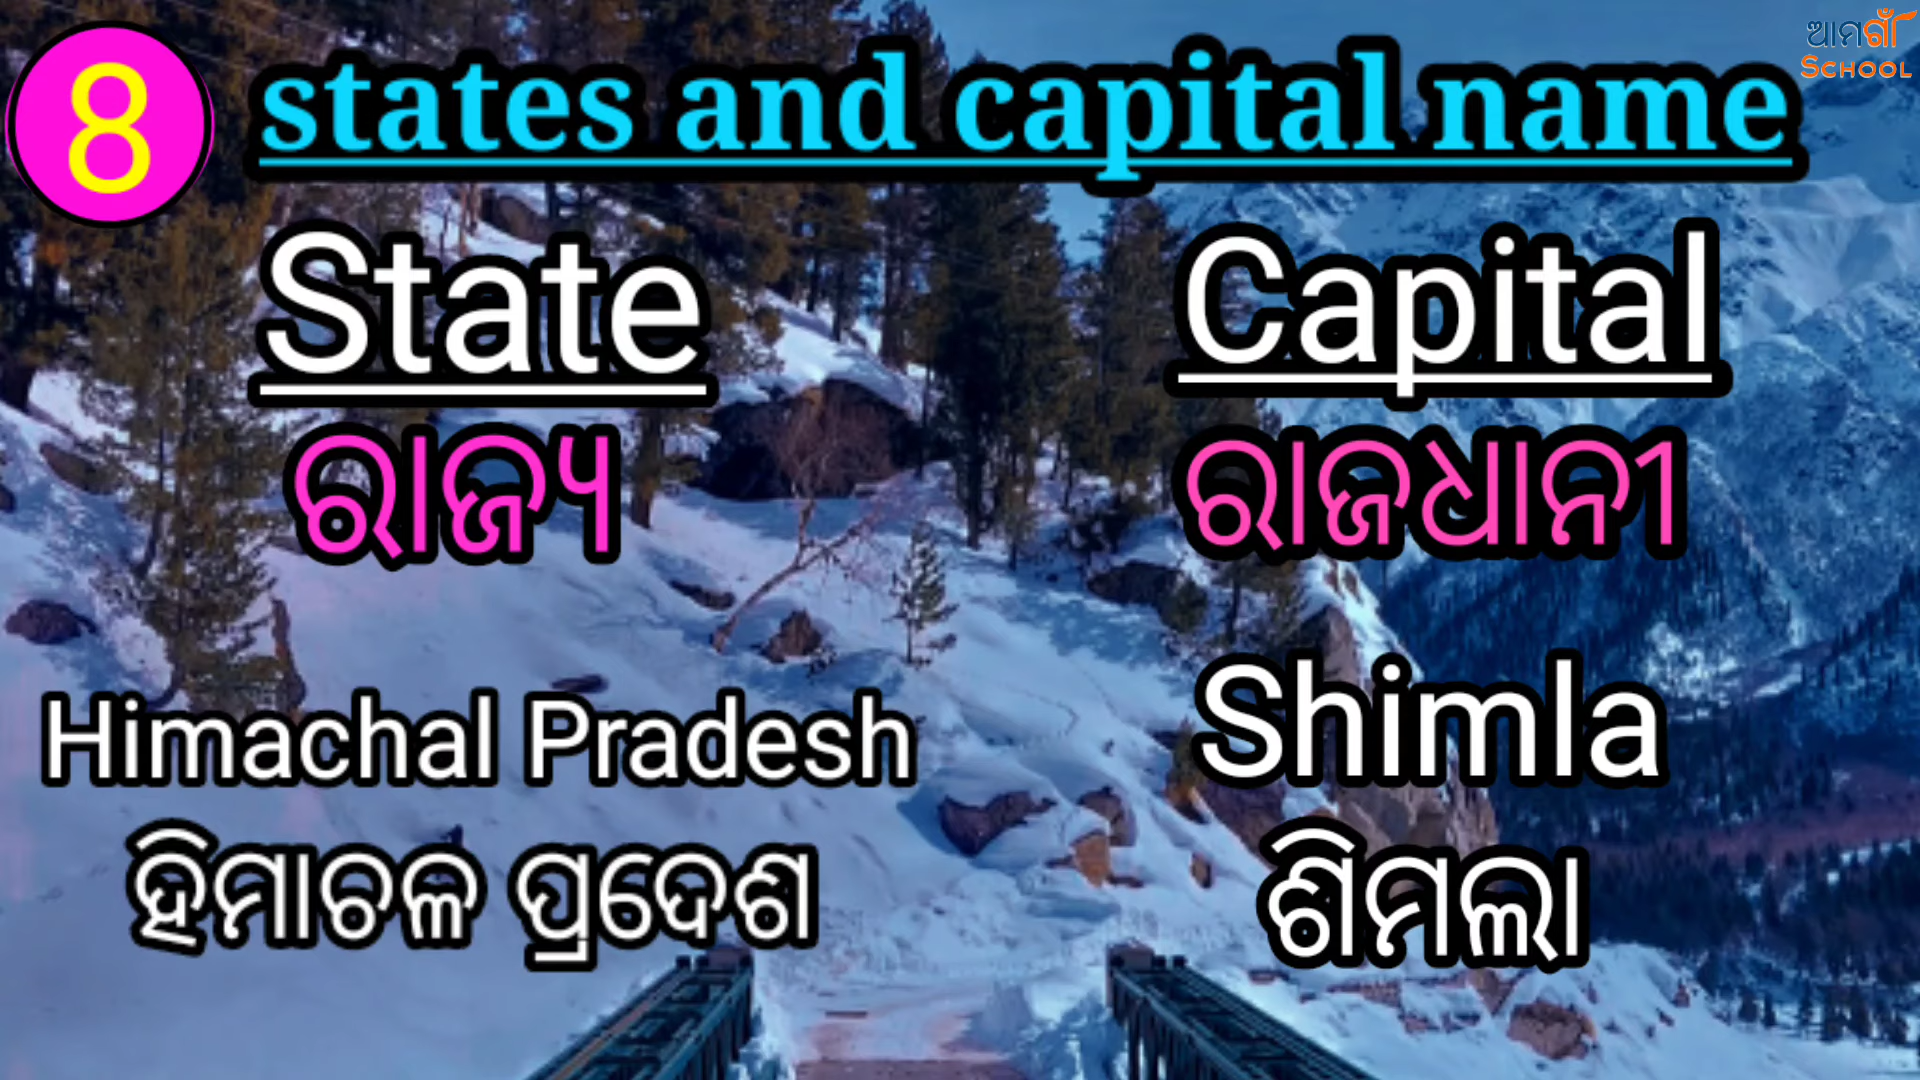 8 states and capital name
ଆମଗାଁ
SCHOOL
State Capital
ରାଜ୍ୟ ରାଜଧାନୀ
Himachal Pradesh Shimla
ହିମାଚଳ ପ୍ରଦେଶ ଶିମଲା